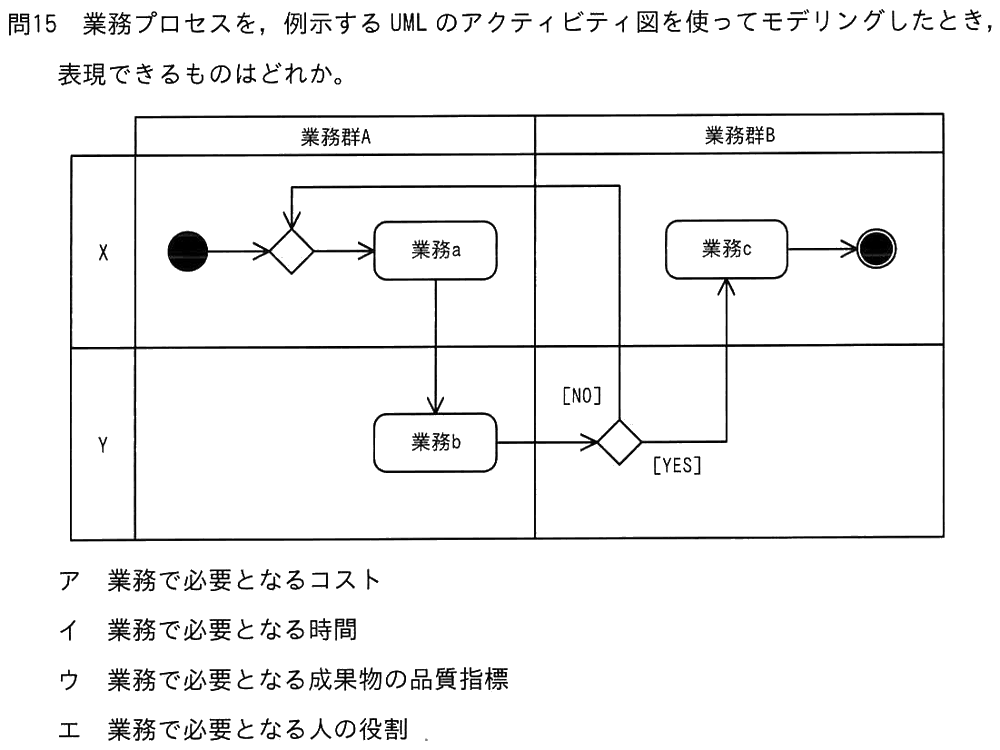 問15 業務プロセスを，例示する UML のアクティビティ図を使ってモデリングしたとき，
表現できるものはどれか。
業務群A
業務群B
X
業務a
業務c
Y
[NO]
業務b
[YES]
ア 業務で必要となるコスト
イ 業務で必要となる時間
ウ 業務で必要となる成果物の品質指標
エ 業務で必要となる人の役割